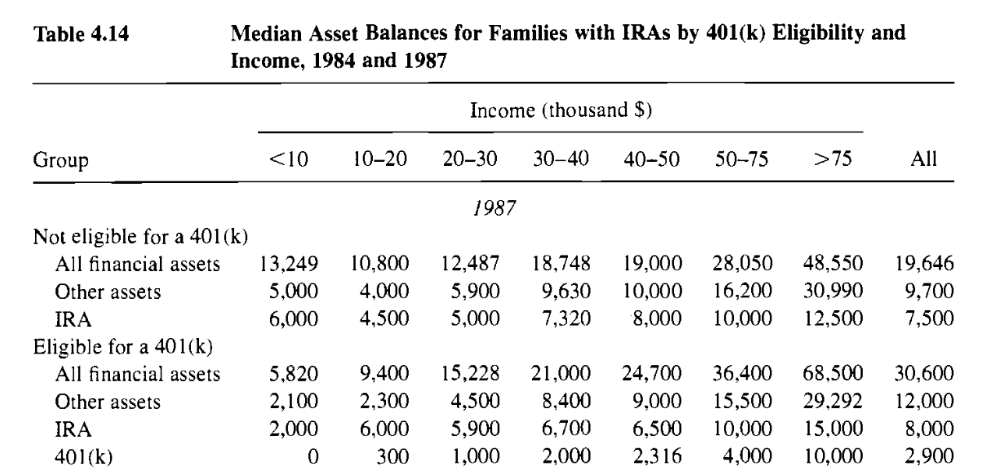 Table 4.14 Median Asset Balances for Families with IRAs by 401(k) Eligibility and
Income, 1984 and 1987
Income (thousand $)
Group <10 10–20 20–30 30–40 40–50 50–75 >75 All
1987
Not eligible for a 401(k)
All financial assets 13,249 10,800 12,487 18,748 19,000 28,050 48,550 19,646
Other assets 5,000 4,000 5,900 9,630 10,000 16,200 30,990 9,700
IRA 6,000 4,500 5,000 7,320 8,000 10,000 12,500 7,500
Eligible for a 401(k)
All financial assets 5,820 9,400 15,228 21,000 24,700 36,400 68,500 30,600
Other assets 2,100 2,300 4,500 8,400 9,000 15,500 29,292 12,000
IRA 2,000 6,000 5,900 6,700 6,500 10,000 15,000 8,000
401(k) 0 300 1,000 2,000 2,316 4,000 10,000 2,900